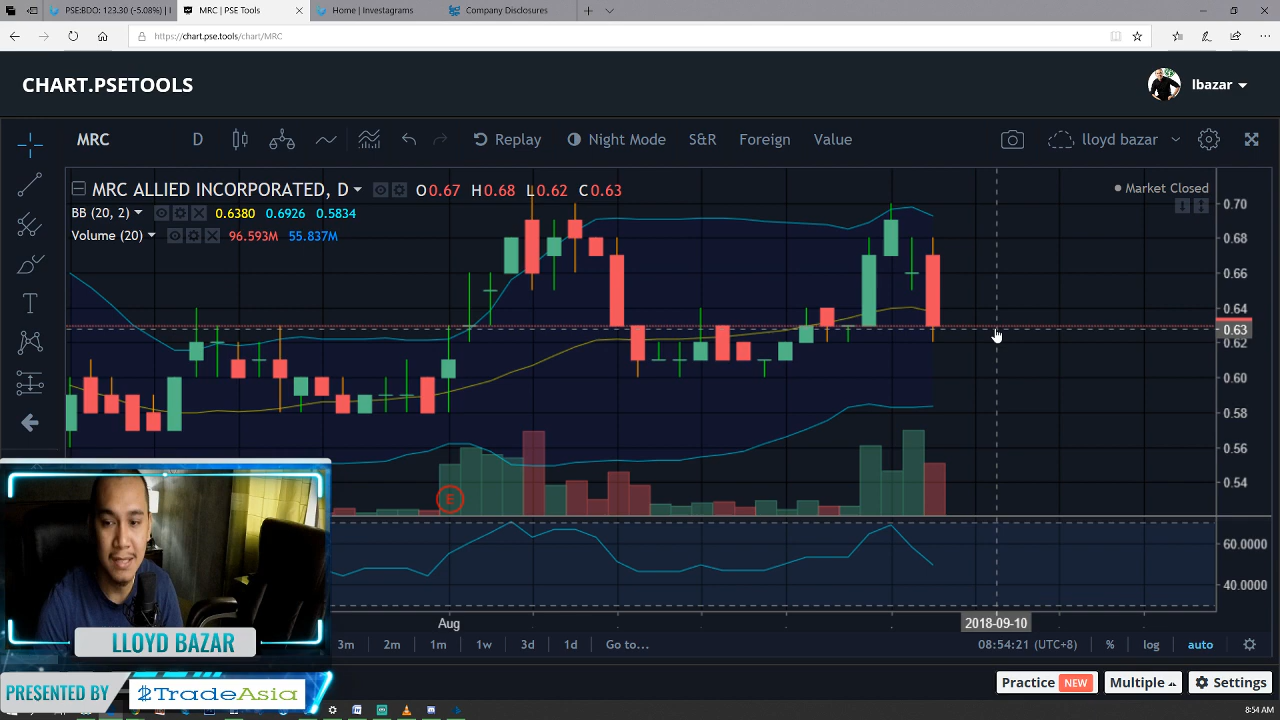 PSE:BDO: 123.30 (-5.08%) | I
MRC | PSE Tools
Home | Investagrams
Company Disclosures
https://chart.pse.tools/chart/MRC
CHART.PSETOOLS
lbazar
MRC
D
Replay
Night Mode
S&R
Foreign
Value
lloyd bazar
MRC ALLIED INCORPORATED, D
O0.67 H0.68 L0.62 C0.63
Market Closed
BB (20, 2) 0.6380 0.6926 0.5834
Volume (20) 96.593M 55.837M
0.70
0.68
0.66
0.64
0.63
0.62
0.60
0.58
0.56
0.54
E
60.0000
40.0000
Aug
2018-09-10
3m 2m 1m 1w 3d 1d Go to...
08:54:21 (UTC+8) % log auto
LLOYD BAZAR
PRESENTED BY
$TradeAsia
Practice NEW
Multiple
Settings
8:54 AM